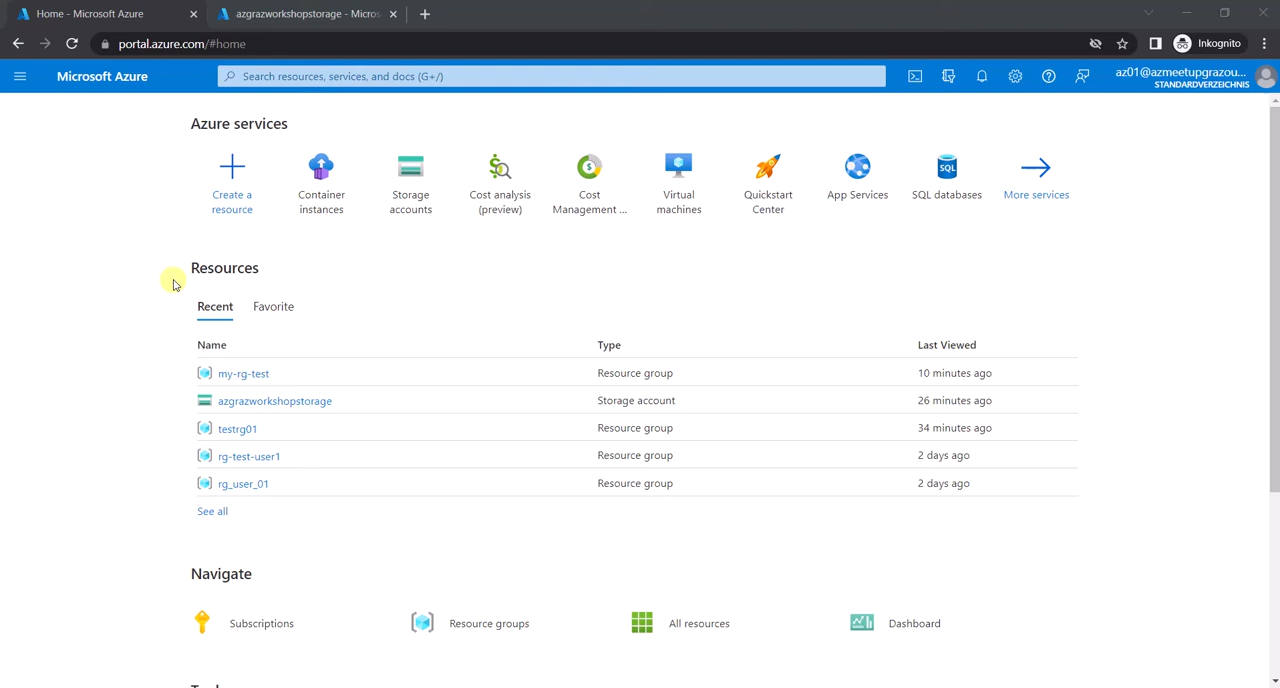 Home - Microsoft Azure
azgrazworkshopstorage - Micros
portal.azure.com/#home
Inkognito
Microsoft Azure
Search resources, services, and docs (G+/)
az01@azmeetupgrazou...
STANDARDVERZEICHNIS
Azure services
Create a
resource
Container
instances
Storage
accounts
Cost analysis
(preview)
Cost
Management ...
Virtual
machines
Quickstart
Center
App Services
SQL
SQL databases
More services
Resources
Recent Favorite
Name Type Last Viewed
my-rg-test Resource group 10 minutes ago
azgrazworkshopstorage Storage account 26 minutes ago
testrg01 Resource group 34 minutes ago
rg-test-user1 Resource group 2 days ago
rg_user_01 Resource group 2 days ago
See all
Navigate
Subscriptions Resource groups All resources Dashboard